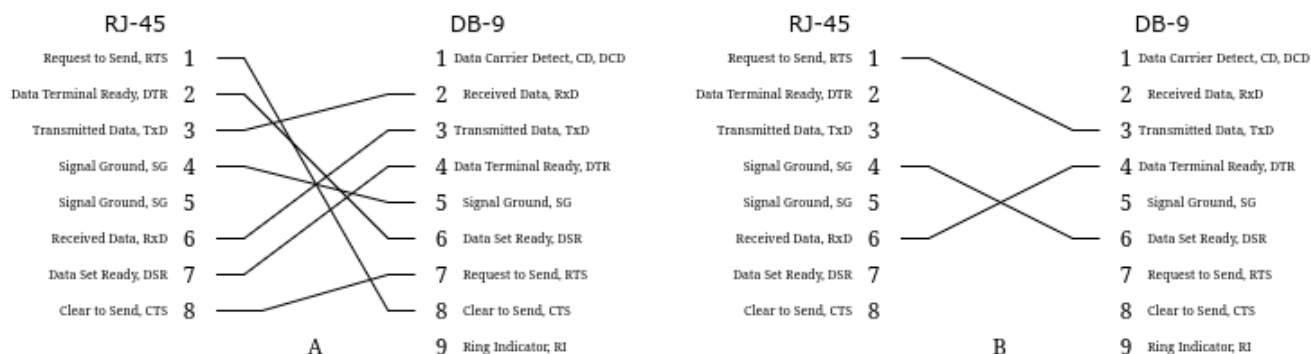 RJ-45 DB-9
Request to Send, RTS 1 1 Data Carrier Detect, CD, DCD
Data Terminal Ready, DTR 2 2 Received Data, RxD
Transmitted Data, TxD 3 3 Transmitted Data, TxD
Signal Ground, SG 4 4 Data Terminal Ready, DTR
Signal Ground, SG 5 5 Signal Ground, SG
Received Data, RxD 6 6 Data Set Ready, DSR
Data Set Ready, DSR 7 7 Request to Send, RTS
Clear to Send, CTS 8 8 Clear to Send, CTS
A 9 Ring Indicator, RI
RJ-45 DB-9
Request to Send, RTS 1 1 Data Carrier Detect, CD, DCD
Data Terminal Ready, DTR 2 2 Received Data, RxD
Transmitted Data, TxD 3 3 Transmitted Data, TxD
Signal Ground, SG 4 4 Data Terminal Ready, DTR
Signal Ground, SG 5 5 Signal Ground, SG
Received Data, RxD 6 6 Data Set Ready, DSR
Data Set Ready, DSR 7 7 Request to Send, RTS
Clear to Send, CTS 8 8 Clear to Send, CTS
B 9 Ring Indicator, RI